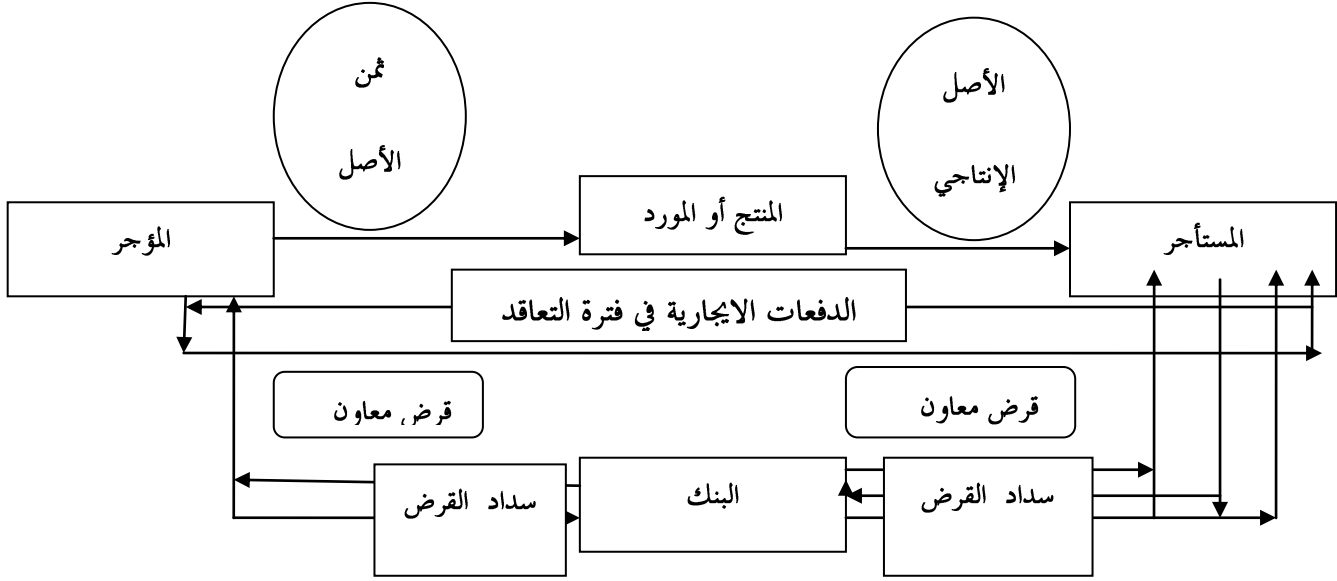 ثمن
الأصل
الأصل
الإنتاجي
المنتج أو المورد
المؤجر
المستأجر
الدفعات الايجارية في فترة التعاقد
قرض معاون
قرض معاون
سداد القرض
البنك
سداد القرض